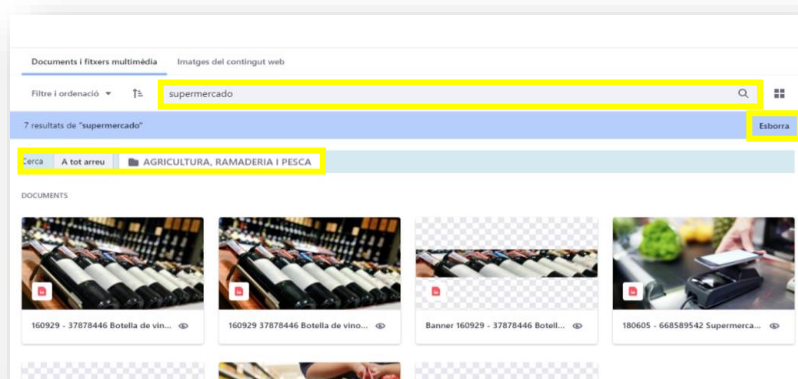 Documents i fitxers multimèdia Imatges del contingut web
Filtre i ordenació supermercado
7 resultats de "supermercado" Esborra
Cerca A tot arreu AGRICULTURA, RAMADERIA I PESCA
DOCUMENTS
160929 - 37878446 Botella de vin... 160929 37878446 Botella de vino... Banner 160929 - 37878446 Botell... 180605 - 668589542 Supermerca...